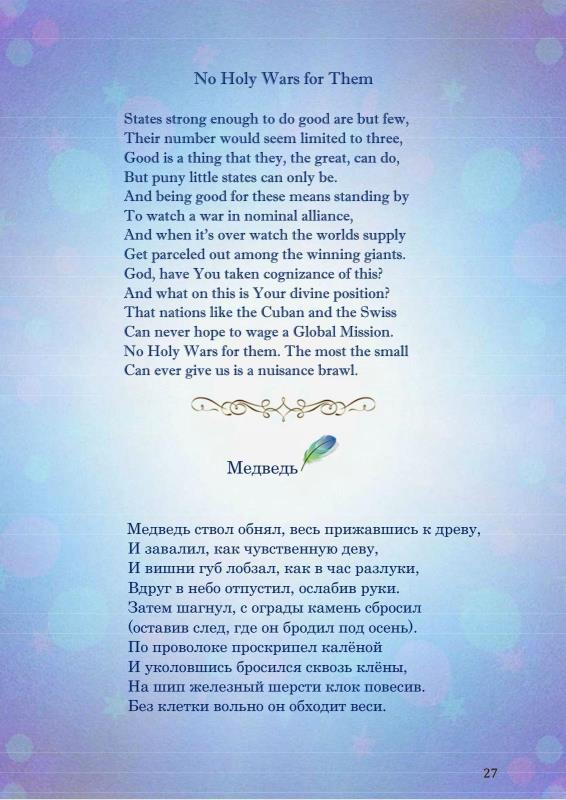 No Holy Wars for Them
States strong enough to do good are but few,
Their number would seem limited to three,
Good is a thing that they, the great, can do,
But puny little states can only be.
And being good for these means standing by
To watch a war in nominal alliance,
And when it's over watch the worlds supply
Get parceled out among the winning giants.
God, have You taken cognizance of this?
And what on this is Your divine position?
That nations like the Cuban and the Swiss
Can never hope to wage a Global Mission.
No Holy Wars for them. The most the small
Can ever give us is a nuisance brawl.
Медведь
Медведь ствол обнял, весь прижавшись к древу,
И завалил, как чувственную деву,
И вишни губ лобзал, как в час разлуки,
Вдруг в небо отпустил, ослабив руки.
Затем шагнул, с ограды камень сбросил
(оставив след, где он бродил под осень).
По проволоке проскрипел калёной
И уколовшись бросился сквозь клёны,
На шип железный шерсти клок повесив.
Без клетки вольно он обходит веси.
27